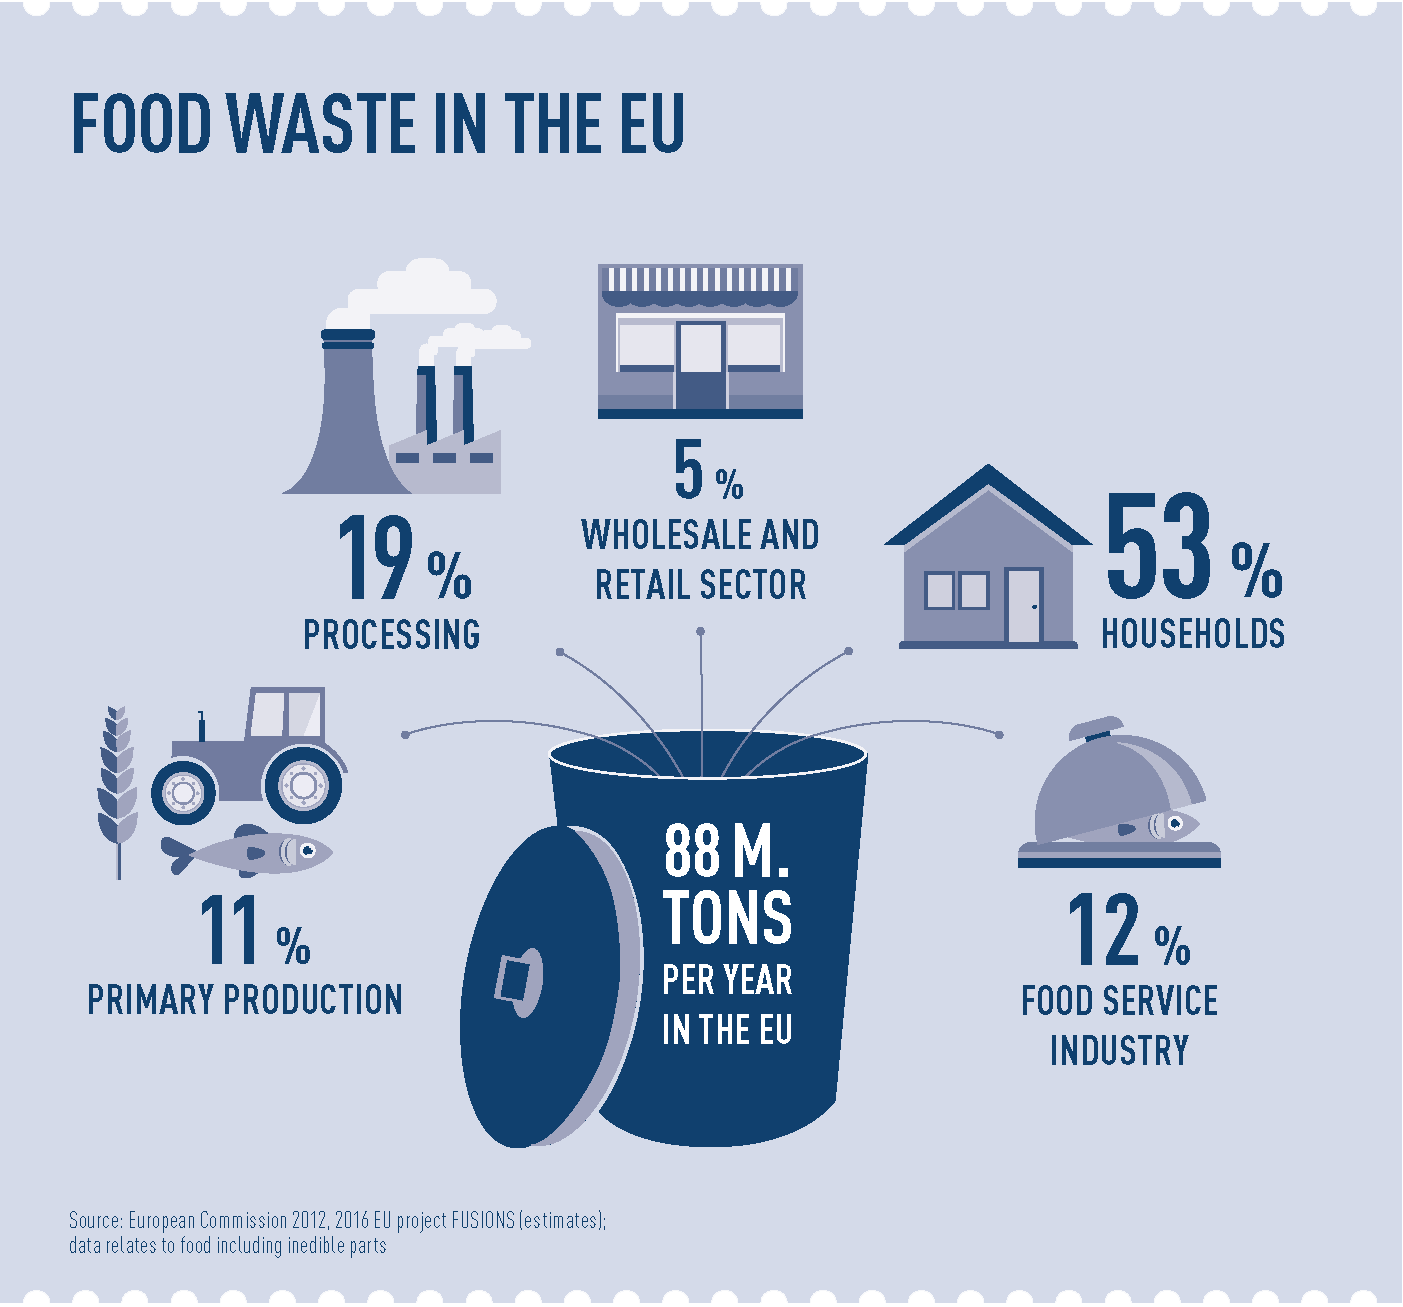 FOOD WASTE IN THE EU
19 %
PROCESSING
5 %
WHOLESALE AND
RETAIL SECTOR
53 %
HOUSEHOLDS
11 %
PRIMARY PRODUCTION
88 M.
TONS
PER YEAR
IN THE EU
12 %
FOOD SERVICE
INDUSTRY
Source: European Commission 2012, 2016 EU project FUSIONS (estimates);
data relates to food including inedible parts